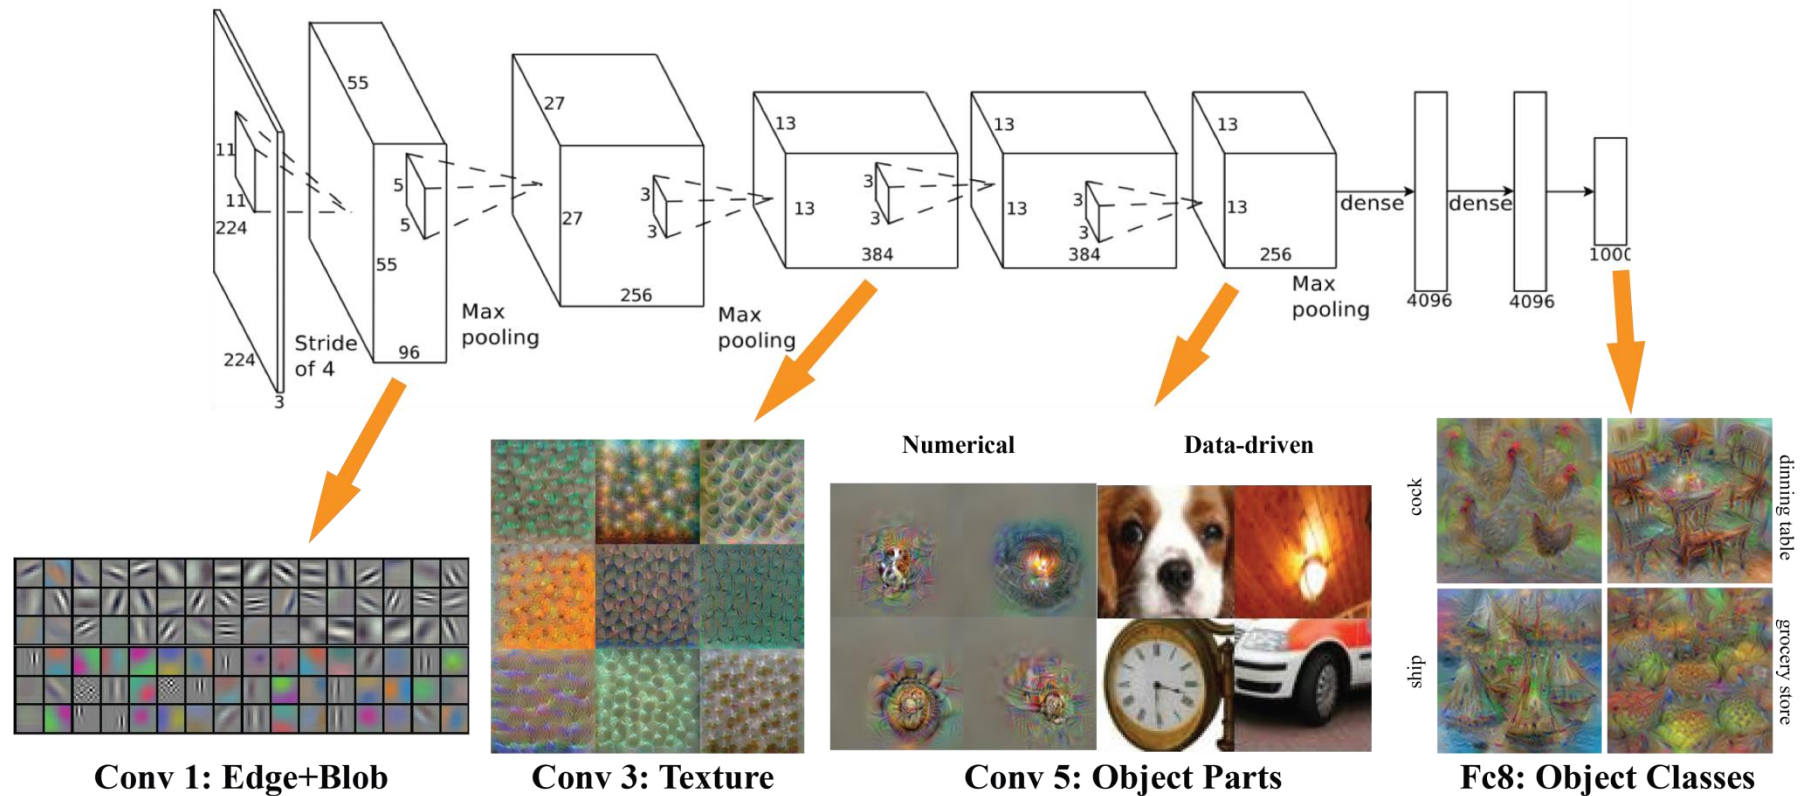 55
27
27
13
13
13
11
11
224
5
5
55
3
3
27
13
3
3
13
3
3
13
dense
dense
384
384
256
1000
256
Max
pooling
4096
4096
Max
pooling
Max
pooling
Stride
of 4
96
224
3
Numerical
Data-driven
cock
dinning table
ship
grocery store
Conv 1: Edge+Blob
Conv 3: Texture
Conv 5: Object Parts
Fc8: Object Classes